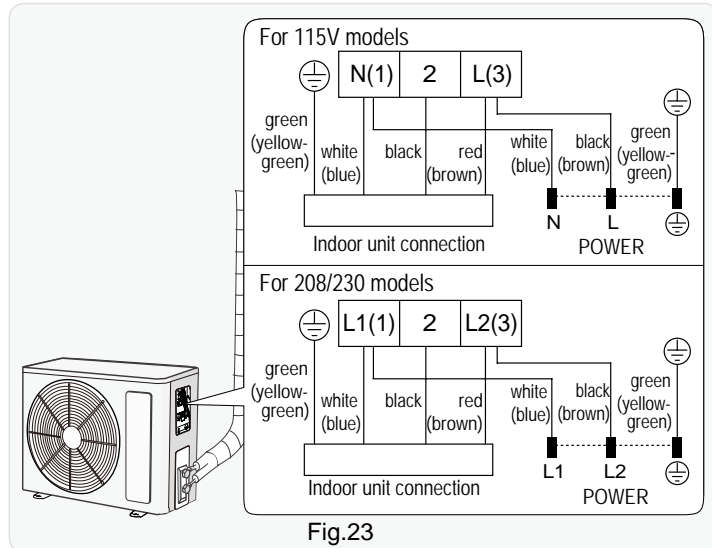 For 115V models
N(1) 2 L(3)
green
(yellow-
green)
white
(blue)
black
red
(brown)
white
(blue)
black
(brown)
green
(yellow-
green)
N L
Indoor unit connection
POWER
For 208/230 models
L1(1) 2 L2(3)
green
(yellow-
green)
white
(blue)
black
red
(brown)
white
(blue)
black
(brown)
green
(yellow-
green)
L1 L2
Indoor unit connection
POWER
Fig.23